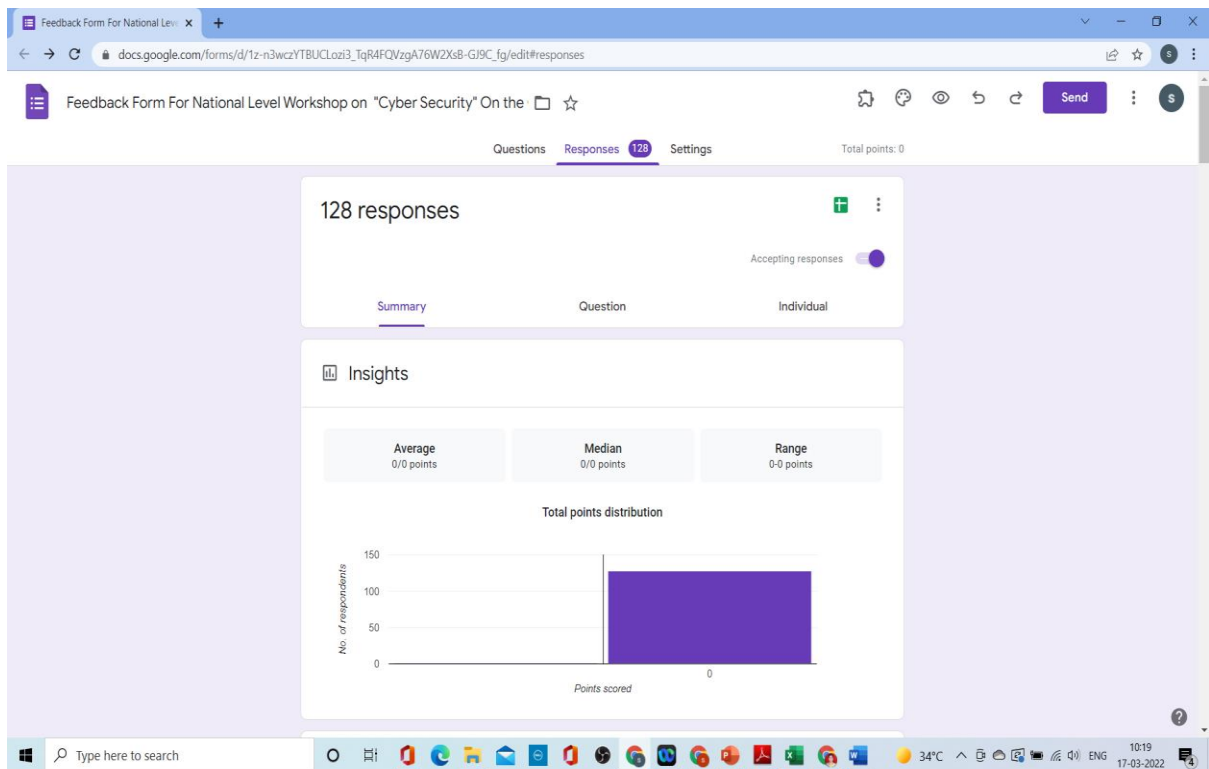 Feedback Form For National Leve
docs.google.com/forms/d/1z-n3wczYTBUCLozi3_TqR4FQVzgA76W2XsB-GJ9C_fg/edit#responses
S
Feedback Form For National Level Workshop on "Cyber Security" On the
Send
S
Questions Responses 128 Settings Total points: 0
128 responses
Accepting responses
Summary Question Individual
Insights
Average Median Range
0/0 points 0/0 points 0-0 points
Total points distribution
150
100
50
0
No. of respondents
0
Points scored
Type here to search
34°C ENG 10:19
17-03-2022
4